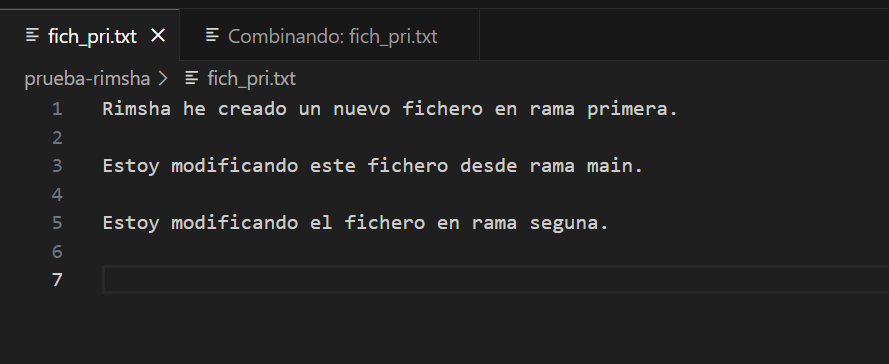 fich_pri.txt Combinando: fich_pri.txt
prueba-rimsha > fich_pri.txt
1 Rimsha he creado un nuevo fichero en rama primera.
2
3 Estoy modificando este fichero desde rama main.
4
5 Estoy modificando el fichero en rama seguna.
6
7